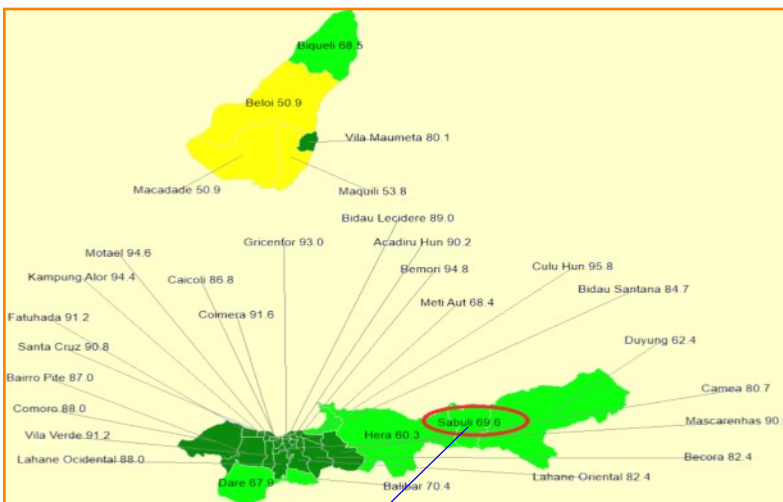 Biqueli 68.5
Beloi 50.9
Vila Maumeta 80.1
Macadade 50.9
Maquili 53.8
Bidau Lecidere 89.0
Gricenfor 93.0
Acadiru Hun 90.2
Motael 94.6
Bemori 94.8
Culu Hun 95.8
Kampung Alor 94.4
Caicoli 86.8
Meti Aut 68.4
Bidau Santana 84.7
Fatuhada 91.2
Coimera 91.6
Santa Cruz 90.8
Duyung 62.4
Bairro Pite 87.0
Camea 80.7
Comoro 88.0
Sabuli 69.6
Mascarenhas 90.
Vila Verde 91.2
Hera 60.3
Lahane Ocidental 88.0
Becora 82.4
Dare 67.9
Balibar 70.4
Lahane Oriental 82.4